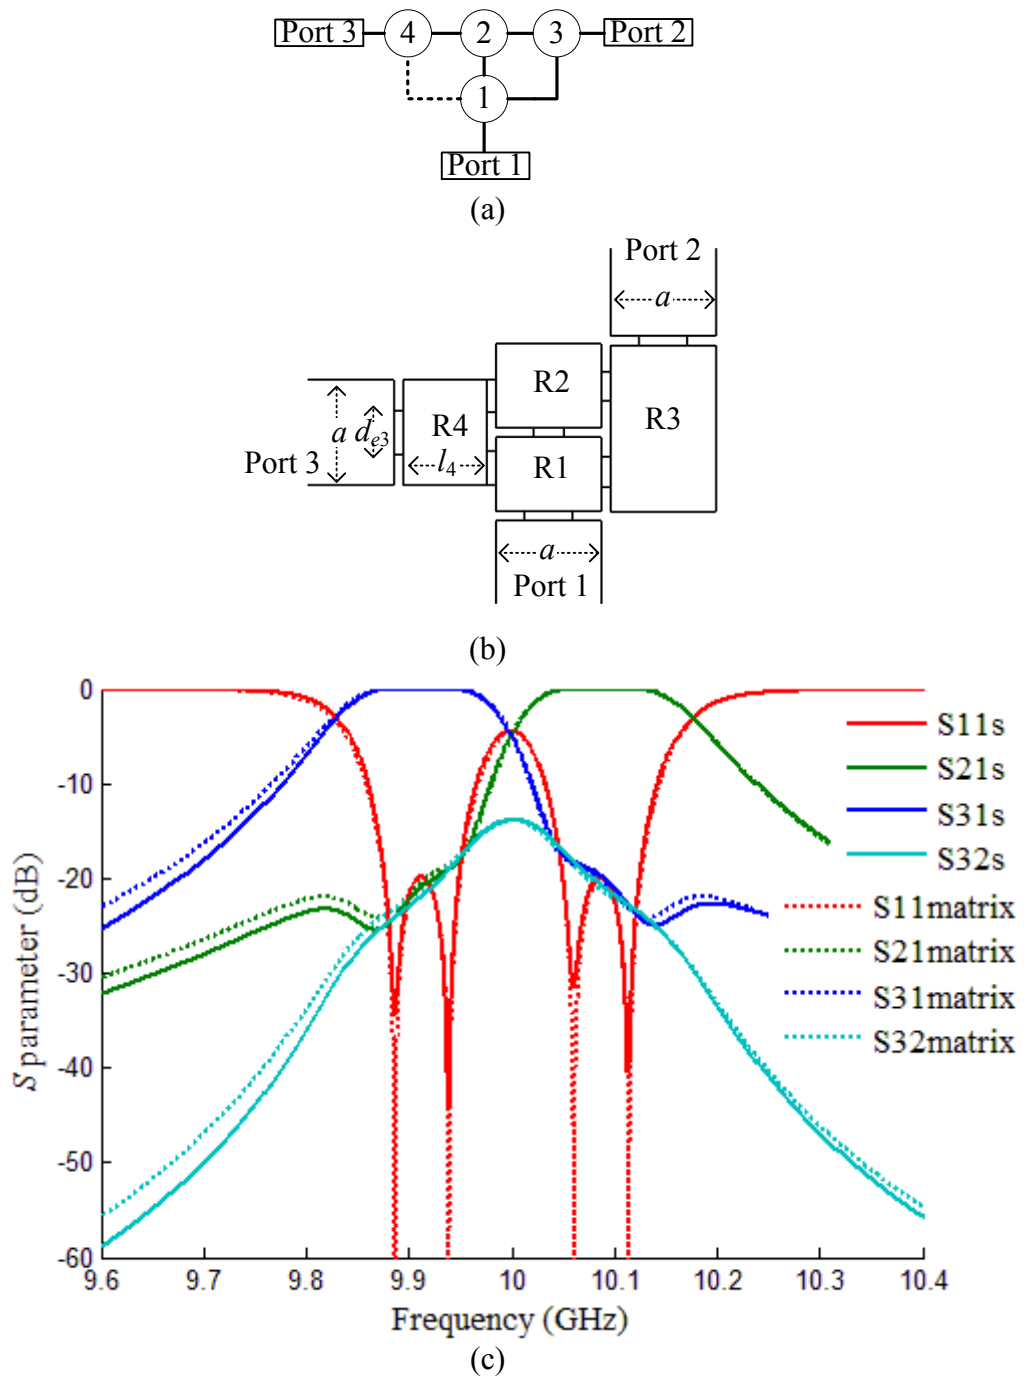 Port 3 4 2 3 Port 2
1
Port 1
(a)
Port 2
a
R2
R3
R4
a d_e3
R1
Port 3
l_4
a
Port 1
(b)
0
-10
-20
-30
-40
-50
-60
S parameter (dB)
S11s
S21s
S31s
S32s
S11matrix
S21matrix
S31matrix
S32matrix
9.6 9.7 9.8 9.9 10 10.1 10.2 10.3 10.4
Frequency (GHz)
(c)